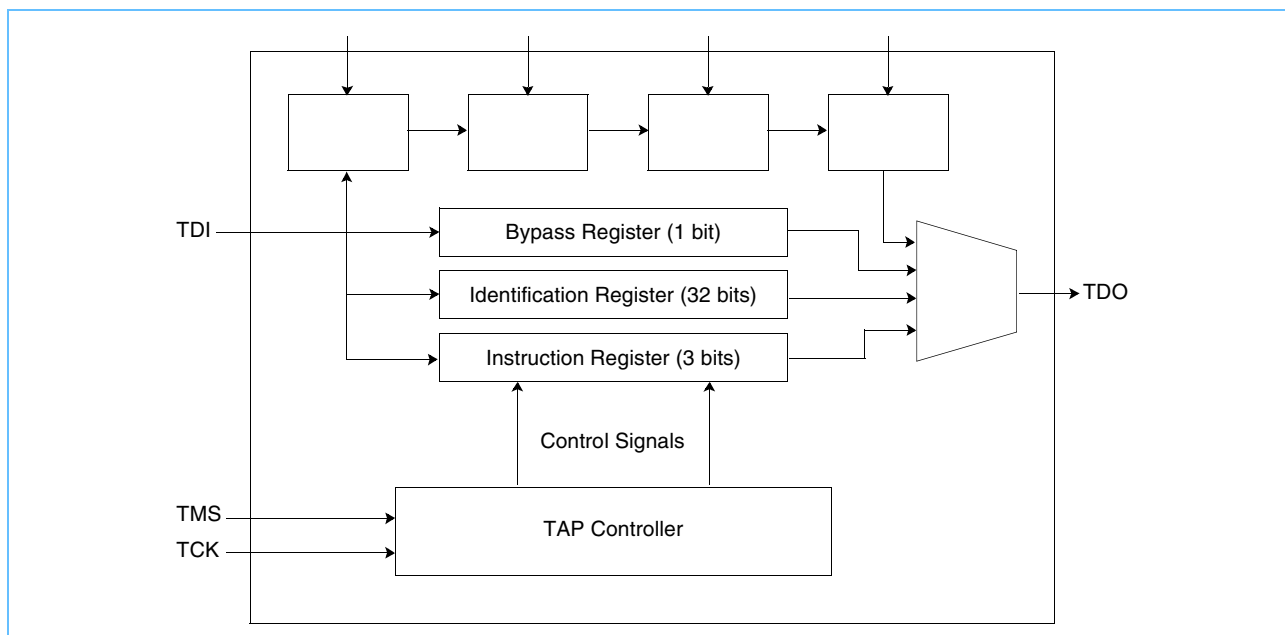 TDI
Bypass Register (1 bit)
Identification Register (32 bits)
TDO
Instruction Register (3 bits)
Control Signals
TMS
TAP Controller
TCK